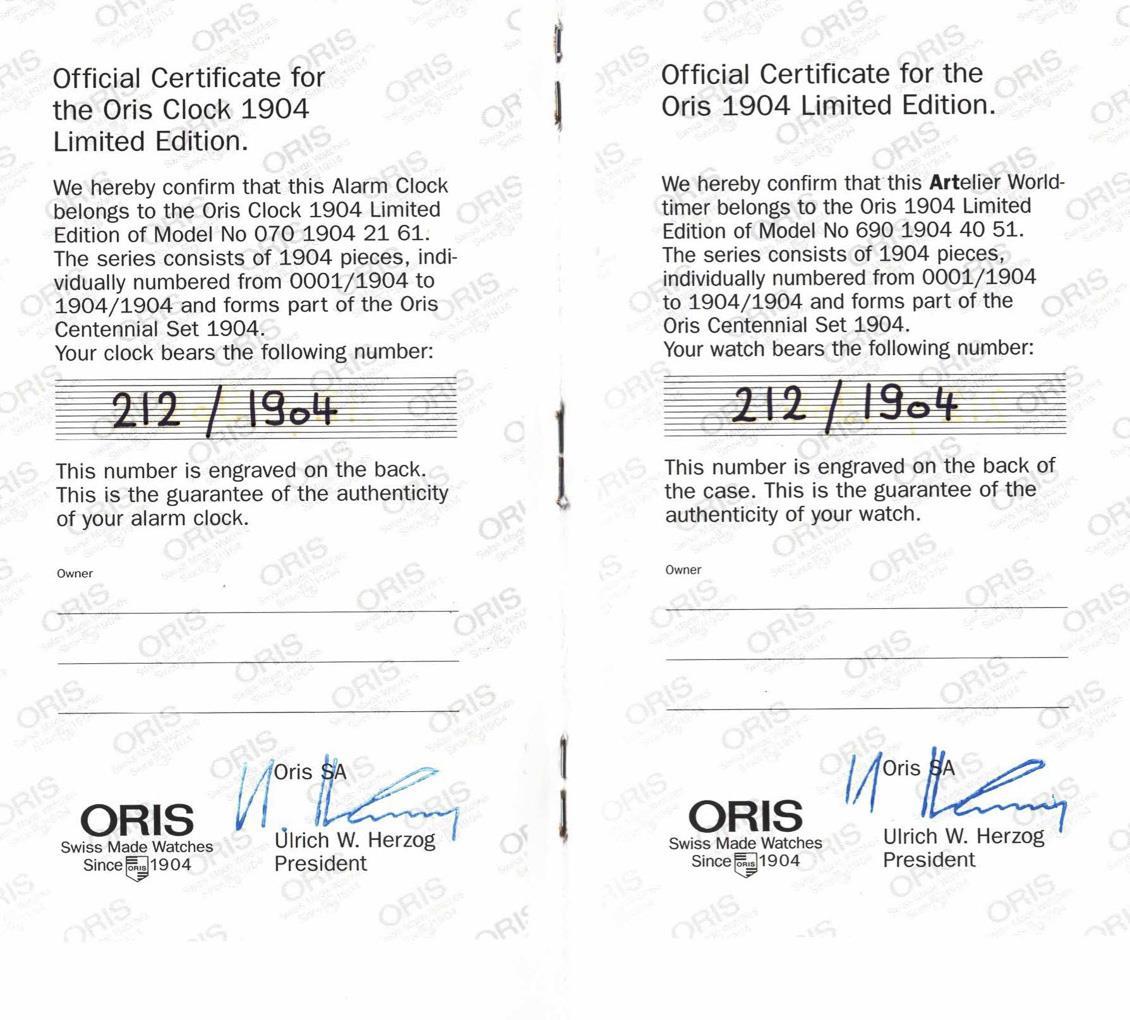 Official Certificate for
the Oris Clock 1904
Limited Edition.
We hereby confirm that this Alarm Clock
belongs to the Oris Clock 1904 Limited
Edition of Model No 070 1904 21 61.
The series consists of 1904 pieces, indi-
vidually numbered from 0001/1904 to
1904/1904 and forms part of the Oris
Centennial Set 1904.
Your clock bears the following number:
212 / 1904
This number is engraved on the back.
This is the guarantee of the authenticity
of your alarm clock.
Owner
Oris SA
ORIS
Swiss Made Watches
Since ORIS 1904
Ulrich W. Herzog
President
Official Certificate for the
Oris 1904 Limited Edition.
We hereby confirm that this Artelier World-
timer belongs to the Oris 1904 Limited
Edition of Model No 690 1904 40 51.
The series consists of 1904 pieces,
individually numbered from 0001/1904
to 1904/1904 and forms part of the
Oris Centennial Set 1904.
Your watch bears the following number:
212 / 1904
This number is engraved on the back of
the case. This is the guarantee of the
authenticity of your watch.
Owner
Oris SA
ORIS
Swiss Made Watches
Since ORIS 1904
Ulrich W. Herzog
President